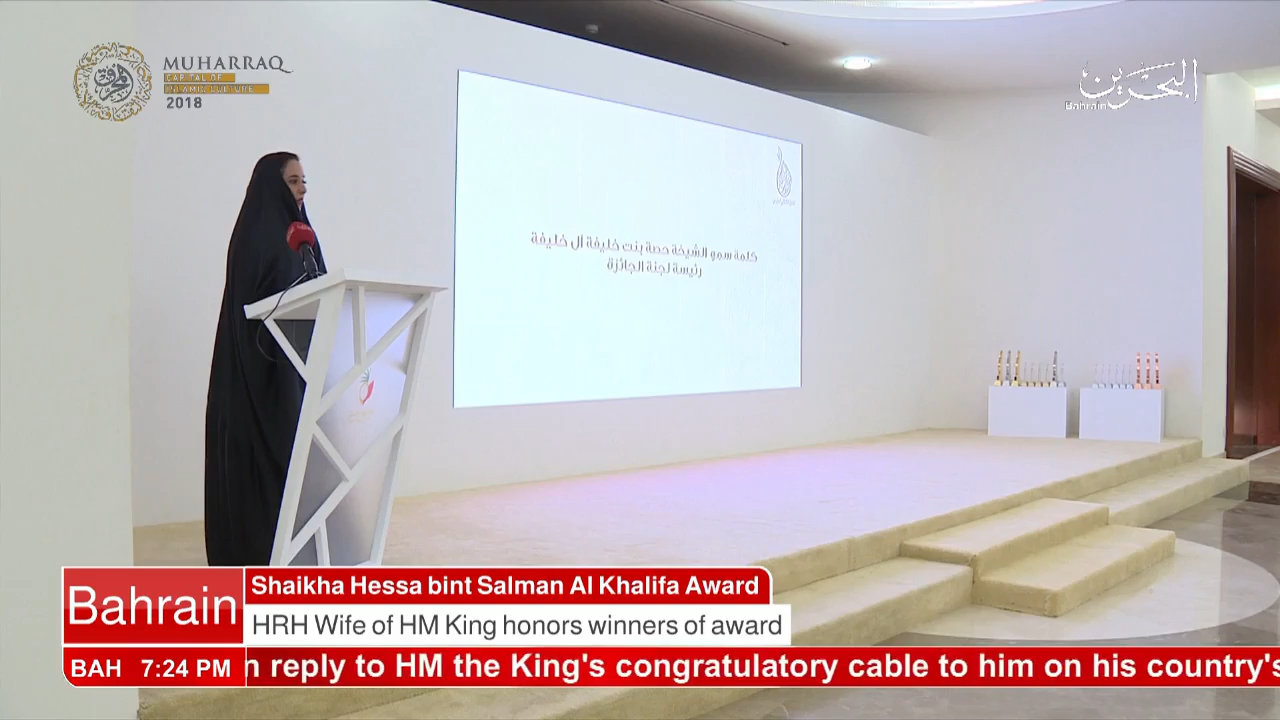 MUHARRAQ
CAPITAL OF
ISLAMIC CULTURE
2018
البحرين
Bahrain
كلمة سمو الشيخة حصة بنت خليفة آل خليفة
رئيسة لجنة الجائزة
Bahrain
Shaikha Hessa bint Salman Al Khalifa Award
HRH Wife of HM King honors winners of award
BAH 7:24 PM
n reply to HM the King's congratulatory cable to him on his country's